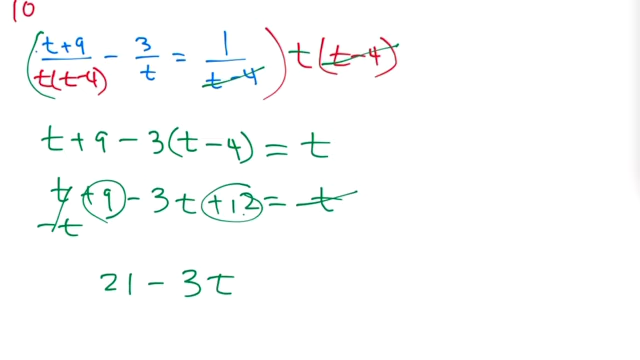 10
(t+9/t(t-4) - 3/t = 1/t-4) t(t-4)
t+9-3(t-4)=t
t+9-3t+12=t
-t
21-3t